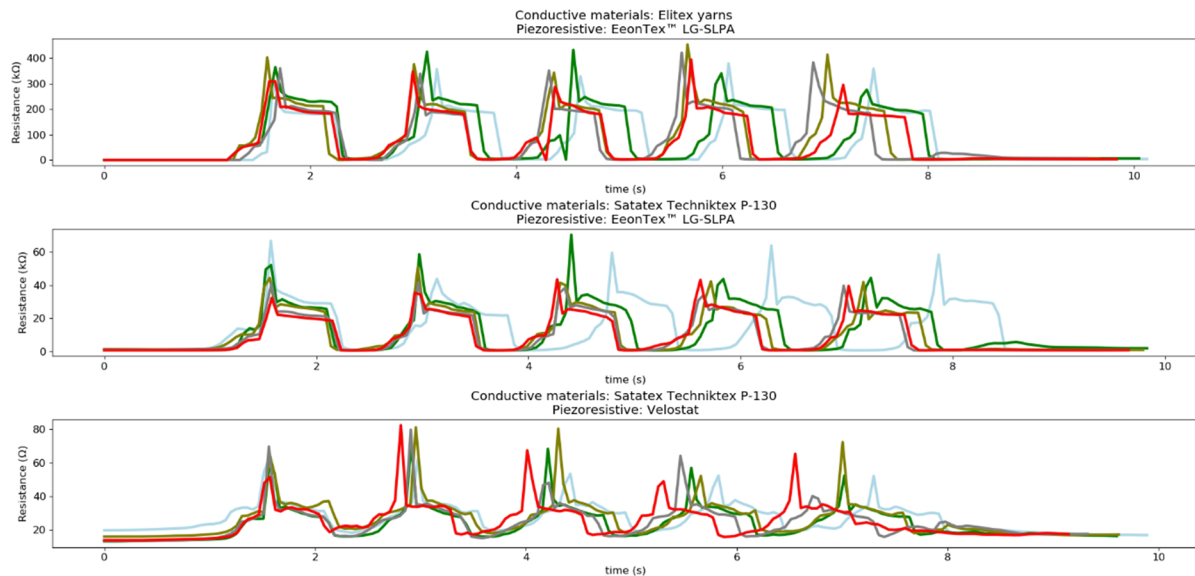 Conductive materials: Elitex yarns
Piezoresistive: EeonTex™ LG-SLPA
Resistance (kΩ)
400
300
200
100
0
0 2 4 6 8 10
time (s)
Conductive materials: Satatex Techniktex P-130
Piezoresistive: EeonTex™ LG-SLPA
Resistance (kΩ)
60
40
20
0
0 2 4 6 8 10
time (s)
Conductive materials: Satatex Techniktex P-130
Piezoresistive: Velostat
Resistance (Ω)
80
60
40
20
0 2 4 6 8 10
time (s)